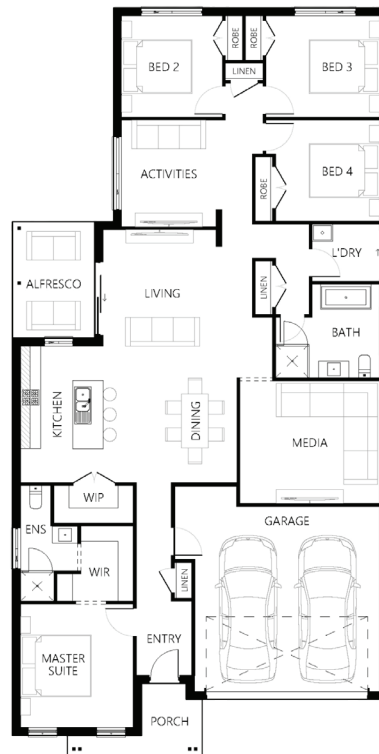 BED 2
ROBE
ROBE
BED 3
LINEN
ACTIVITIES
BED 4
ROBE
L'DRY
ALFRESCO
LIVING
LINEN
BATH
KITCHEN
DINING
MEDIA
WIP
ENS
GARAGE
WIR
LINEN
ENTRY
MASTER
SUITE
PORCH